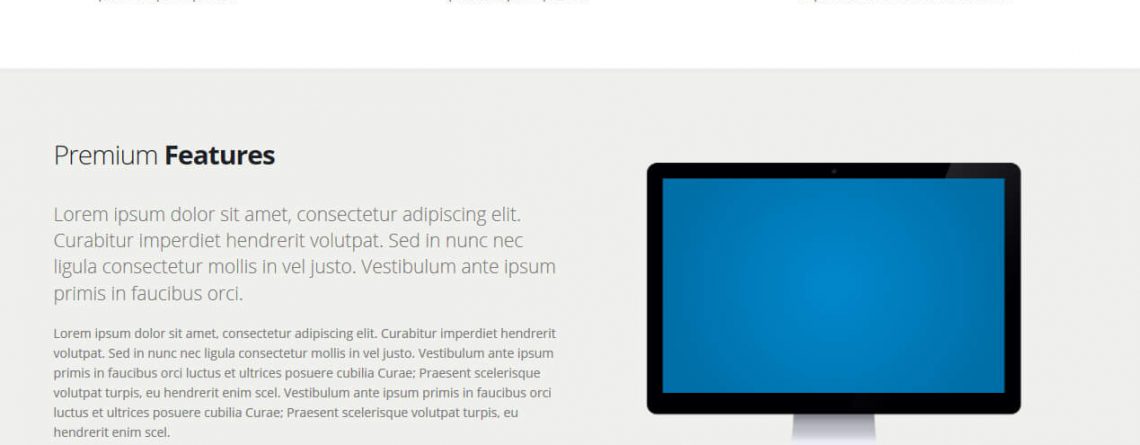 Premium Features
Lorem ipsum dolor sit amet, consectetur adipiscing elit.
Curabitur imperdiet hendrerit volutpat. Sed in nunc nec
ligula consectetur mollis in vel justo. Vestibulum ante ipsum
primis in faucibus orci.
Lorem ipsum dolor sit amet, consectetur adipiscing elit. Curabitur imperdiet hendrerit
volutpat. Sed in nunc nec ligula consectetur mollis in vel justo. Vestibulum ante ipsum
primis in faucibus orci luctus et ultrices posuere cubilia Curae; Praesent scelerisque
volutpat turpis, eu hendrerit enim scel. Vestibulum ante ipsum primis in faucibus orci
luctus et ultrices posuere cubilia Curae; Praesent scelerisque volutpat turpis, eu
hendrerit enim scel.